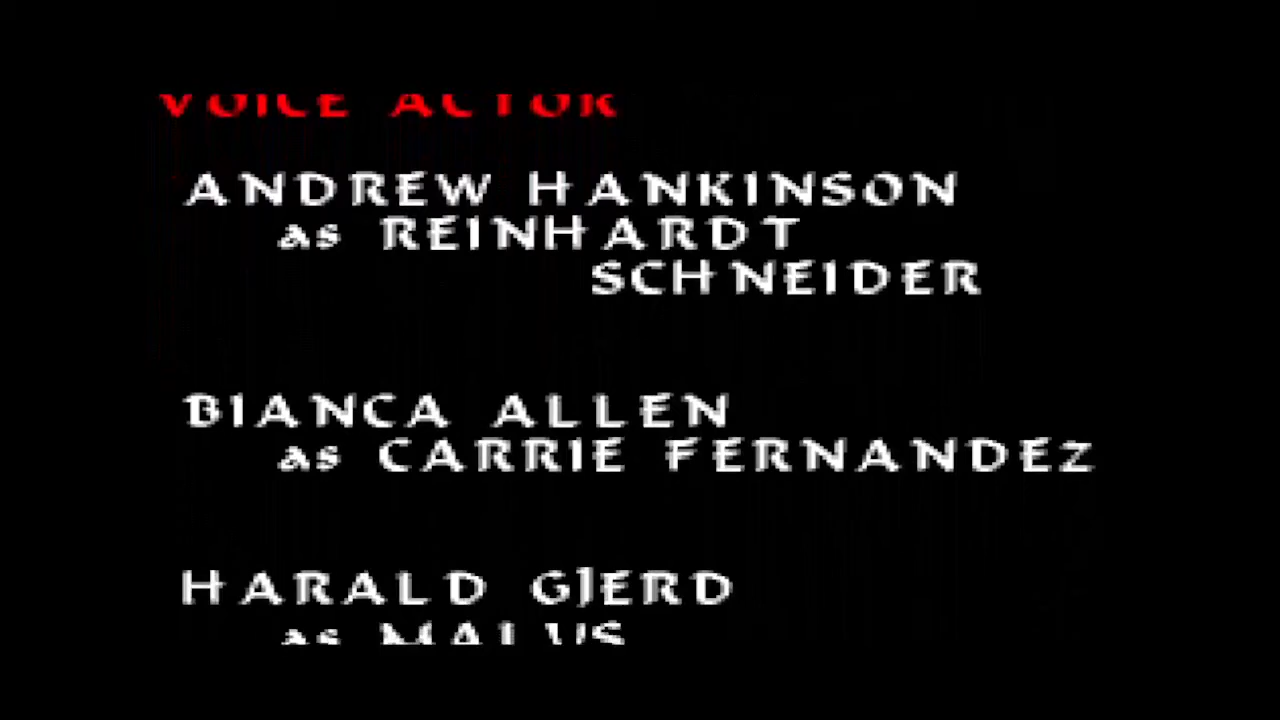 VOICE ACTOR
ANDREW HANKINSON
as REINHARDT
SCHNEIDER
BIANCA ALLEN
as CARRIE FERNANDEZ
HARALD GJERD
as MALUS